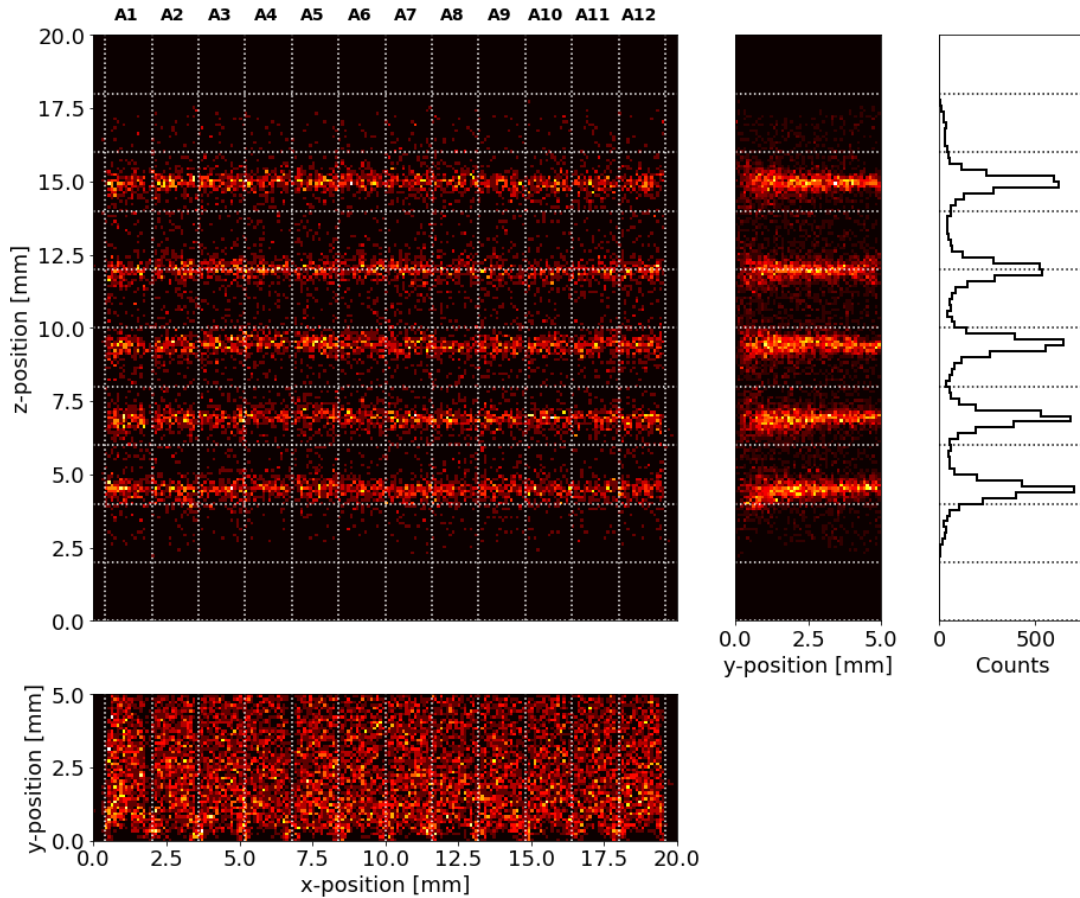 A1 A2 A3 A4 A5 A6 A7 A8 A9 A10 A11 A12
20.0
17.5
15.0
12.5
10.0
7.5
5.0
2.5
0.0
z-position [mm]
0.0 2.5 5.0
y-position [mm]
0 500
Counts
5.0
2.5
0.0
y-position [mm]
0.0 2.5 5.0 7.5 10.0 12.5 15.0 17.5 20.0
x-position [mm]